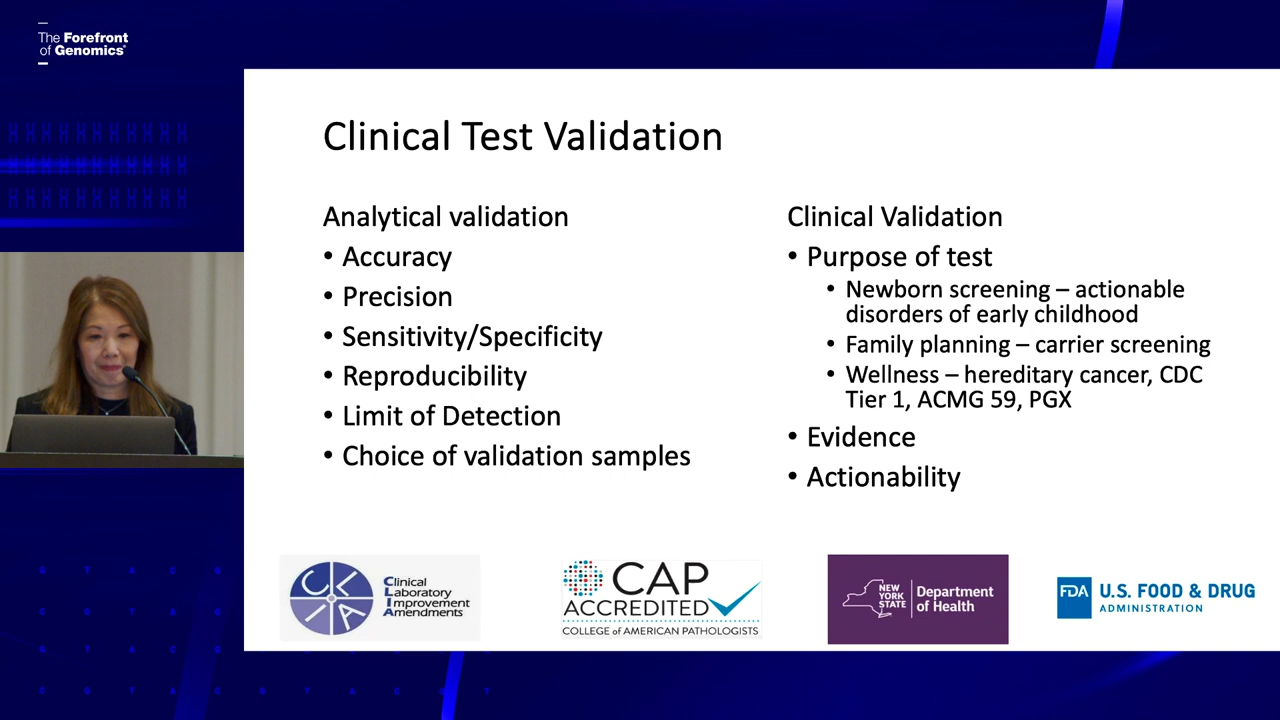 The Forefront
of Genomics®
Clinical Test Validation
Analytical validation
• Accuracy
• Precision
• Sensitivity/Specificity
• Reproducibility
• Limit of Detection
• Choice of validation samples
Clinical Validation
• Purpose of test
• Newborn screening – actionable
disorders of early childhood
• Family planning – carrier screening
• Wellness – hereditary cancer, CDC
Tier 1, ACMG 59, PGX
• Evidence
• Actionability
CLIA
Clinical
Laboratory
Improvement
Amendments
CAP
ACCREDITED
COLLEGE of AMERICAN PATHOLOGISTS
NEW
YORK
STATE
Department
of Health
FDA
U.S. FOOD & DRUG
ADMINISTRATION